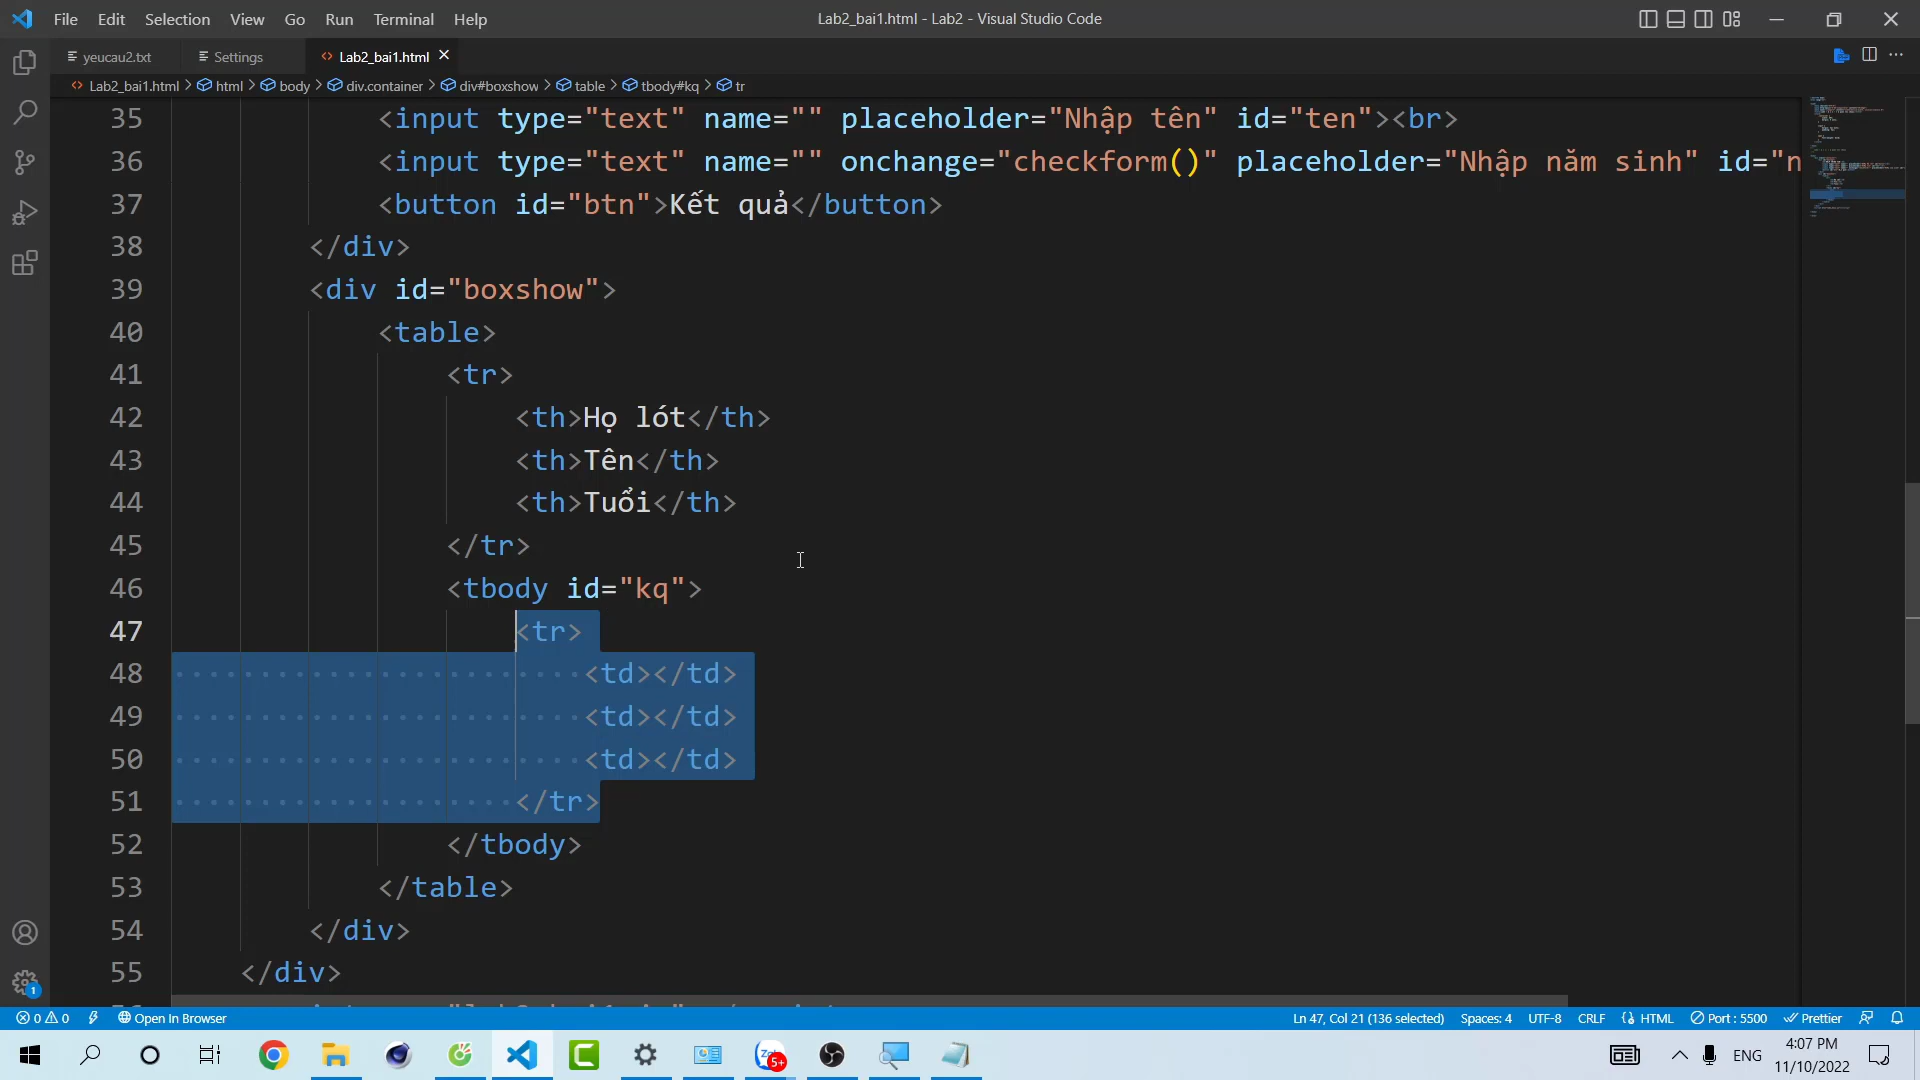 File Edit Selection View Go Run Terminal Help
Lab2_bai1.html - Lab2 - Visual Studio Code
yeucau2.txt Settings Lab2_bai1.html
Lab2_bai1.html > html > body > div.container > div#boxshow > table > tbody#kq > tr
35 <input type="text" name="" placeholder="Nhập tên" id="ten"><br>
36 <input type="text" name="" onchange="checkform()" placeholder="Nhập năm sinh" id="n
37 <button id="btn">Kết quả</button>
38 </div>
39 <div id="boxshow">
40 <table>
41 <tr>
42 <th>Họ lót</th>
43 <th>Tên</th>
44 <th>Tuổi</th>
45 </tr>
46 <tbody id="kq">
47 <tr>
48 <td></td>
49 <td></td>
50 <td></td>
51 </tr>
52 </tbody>
53 </table>
54 </div>
55 </div>
0 0 Open In Browser Ln 47, Col 21 (136 selected) Spaces: 4 UTF-8 CRLF HTML Port : 5500 Prettier
1
5+
ENG
4:07 PM
11/10/2022